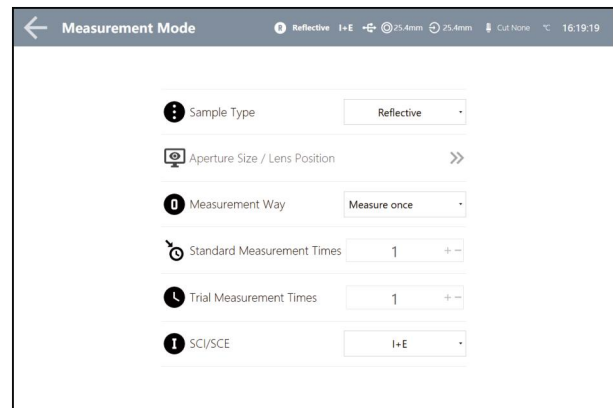 Measurement Mode Reflective I+E 25.4mm 25.4mm Cut None ℃ 16:19:19
Sample Type Reflective
Aperture Size / Lens Position
Measurement Way Measure once
Standard Measurement Times 1 + −
Trial Measurement Times 1 + −
SCI/SCE I+E